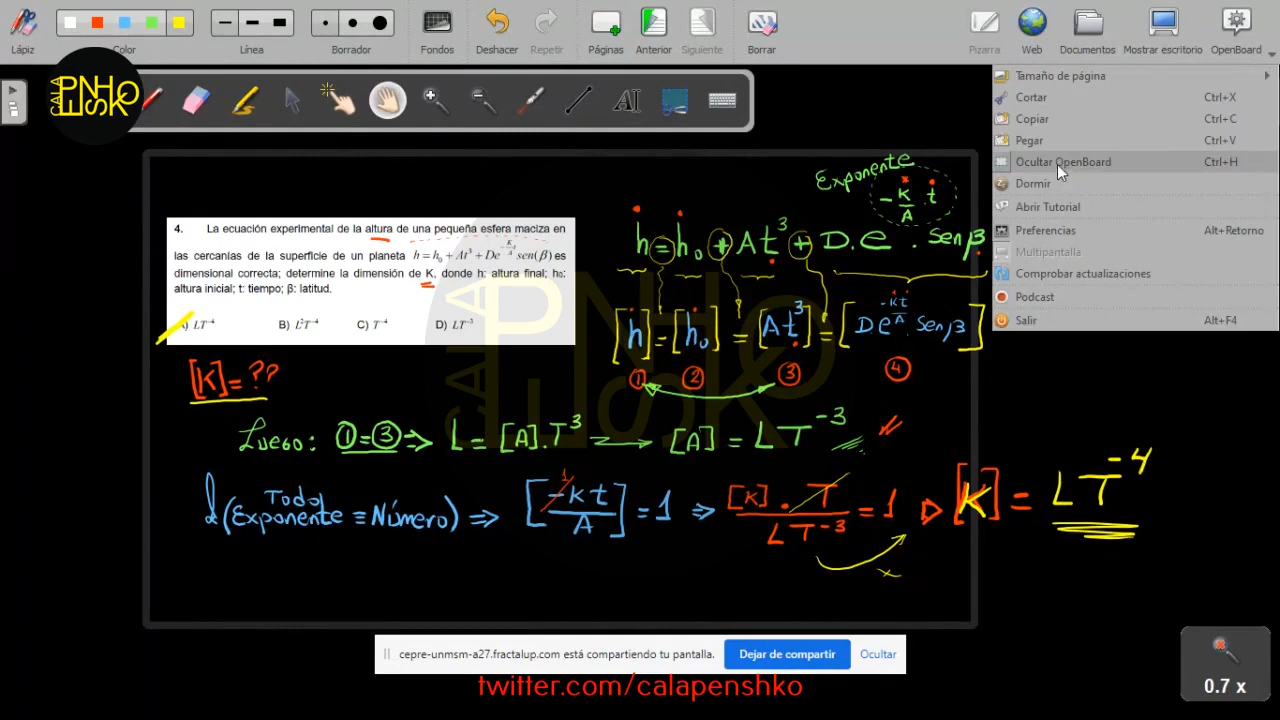 Lápiz Color Línea Borrador Fondos Deshacer Repetir Páginas Anterior Siguiente Borrar Pizarra Web Documentos Mostrar escritorio OpenBoard
CALA PENHSKO
Tamaño de página
Cortar Ctrl+X
Copiar Ctrl+C
Pegar Ctrl+V
Ocultar OpenBoard Ctrl+H
Dormir
Abrir Tutorial
Preferencias Alt+Retorno
Multipantalla
Comprobar actualizaciones
Podcast
Salir Alt+F4
Exponente
-K/A . t
h = h₀ + At³ + D.e . Sen β
4. La ecuación experimental de la altura de una pequeña esfera maciza en
las cercanías de la superficie de un planeta h = h₀ + At³ + De^(-K/A t) sen(β) es
dimensional correcta; determine la dimensión de K, donde h: altura final; h₀:
altura inicial; t: tiempo; β: latitud.
A) LT⁻⁴ B) L²T⁻⁴ C) T⁻⁴ D) LT⁻³
[h] = [h₀] = [At³] = [De^(-Kt/A) . Sen β]
① ② ③ ④
[K] = ??
Luego: ① = ③ ⇒ L = [A].T³ → [A] = LT⁻³
(Todo Exponente ≡ Número) ⇒ [-Kt/A] = 1 ⇒ [K] . T / LT⁻³ = 1 ▷ [K] = LT⁻⁴
x
cepre-unmsm-a27.fractalup.com está compartiendo tu pantalla. Dejar de compartir Ocultar
twitter.com/calapenshko
0.7 x